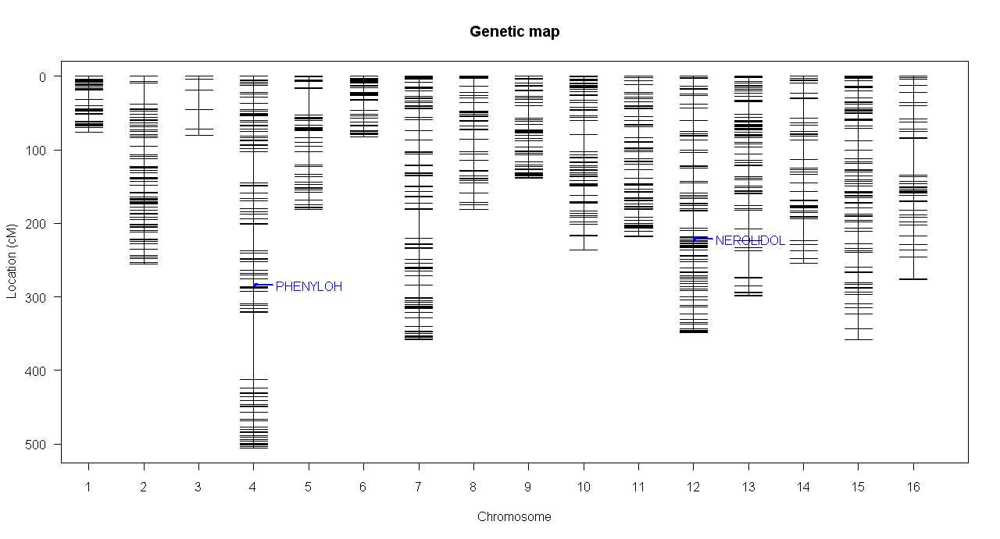 Genetic map
0
100
200
300
400
500
Location (cM)
PHENYLOH
NEROLIDOL
1 2 3 4 5 6 7 8 9 10 11 12 13 14 15 16
Chromosome